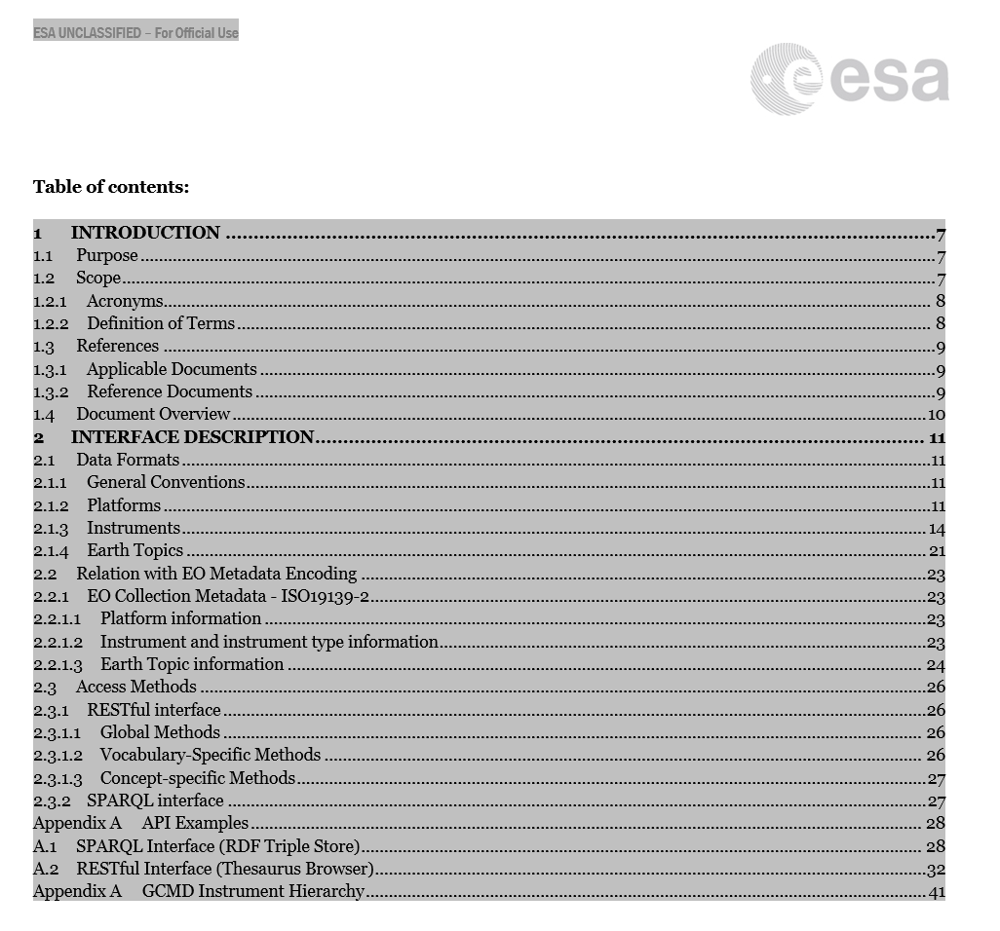 ESA UNCLASSIFIED – For Official Use
esa
Table of contents:
1 INTRODUCTION ........ 7
1.1 Purpose ........ 7
1.2 Scope ........ 7
1.2.1 Acronyms ........ 8
1.2.2 Definition of Terms ........ 8
1.3 References ........ 9
1.3.1 Applicable Documents ........ 9
1.3.2 Reference Documents ........ 9
1.4 Document Overview ........ 10
2 INTERFACE DESCRIPTION ........ 11
2.1 Data Formats ........ 11
2.1.1 General Conventions ........ 11
2.1.2 Platforms ........ 11
2.1.3 Instruments ........ 14
2.1.4 Earth Topics ........ 21
2.2 Relation with EO Metadata Encoding ........ 23
2.2.1 EO Collection Metadata - ISO19139-2 ........ 23
2.2.1.1 Platform information ........ 23
2.2.1.2 Instrument and instrument type information ........ 23
2.2.1.3 Earth Topic information ........ 24
2.3 Access Methods ........ 26
2.3.1 RESTful interface ........ 26
2.3.1.1 Global Methods ........ 26
2.3.1.2 Vocabulary-Specific Methods ........ 26
2.3.1.3 Concept-specific Methods ........ 27
2.3.2 SPARQL interface ........ 27
Appendix A API Examples ........ 28
A.1 SPARQL Interface (RDF Triple Store) ........ 28
A.2 RESTful Interface (Thesaurus Browser) ........ 32
Appendix A GCMD Instrument Hierarchy ........ 41